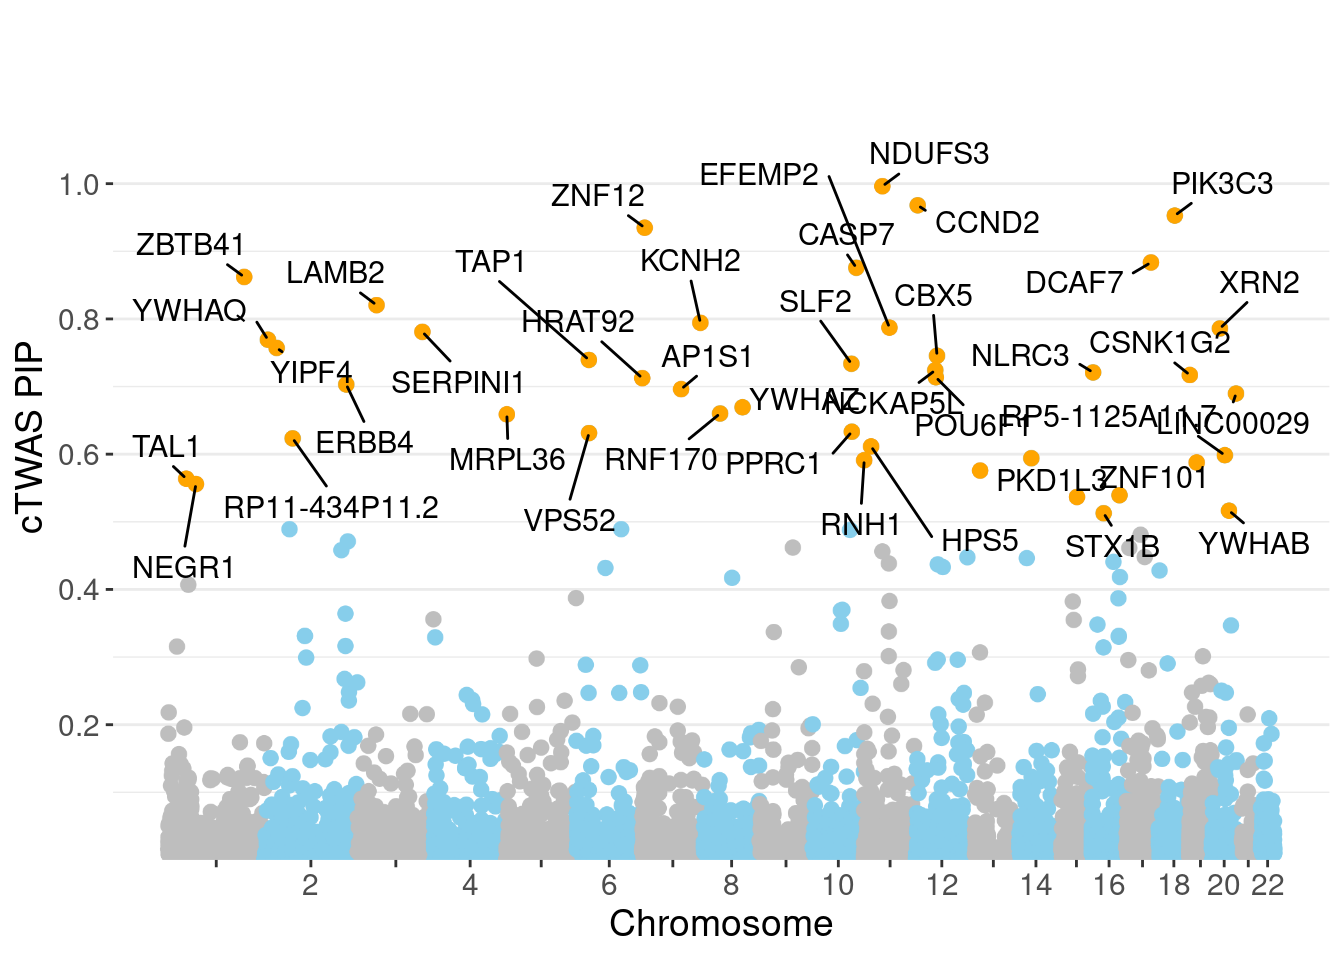 NDUFS3
EFEMP2
PIK3C3
1.0
ZNF12
CCND2
CASP7
ZBTB41
TAP1
KCNH2
LAMB2
DCAF7
XRN2
CBX5
SLF2
YWHAQ
0.8
HRAT92
CSNK1G2
AP1S1
NLRC3
YIPF4
SERPINI1
YWHAZ
NCKAP5L
RP5-1125A11.7
POU6F1
LINC00029
ERBB4
TAL1
0.6
MRPL36
RNF170
PPRC1
ZNF101
PKD1L3
RP11-434P11.2
VPS52
RNH1
HPS5
STX1B
YWHAB
NEGR1
0.4
0.2
cTWAS PIP
2 4 6 8 10 12 14 16 18 20 22
Chromosome